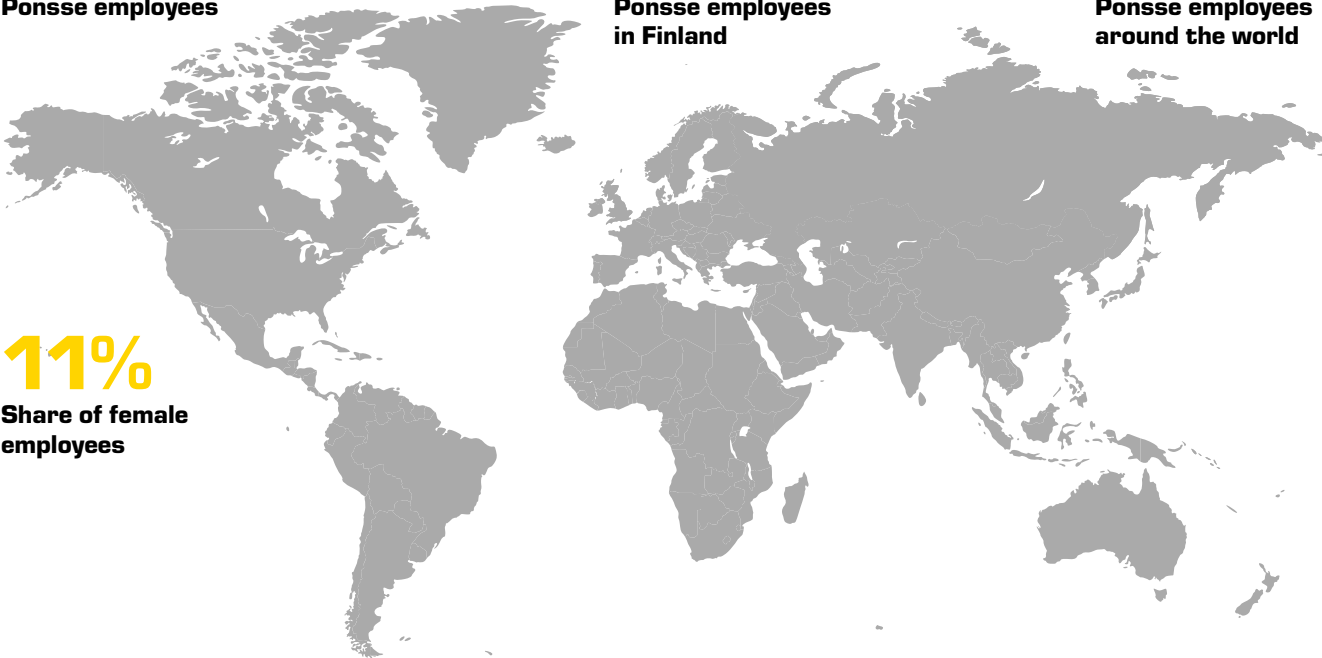 Ponsse employees
Ponsse employees
in Finland
Ponsse employees
around the world
11%
Share of female
employees